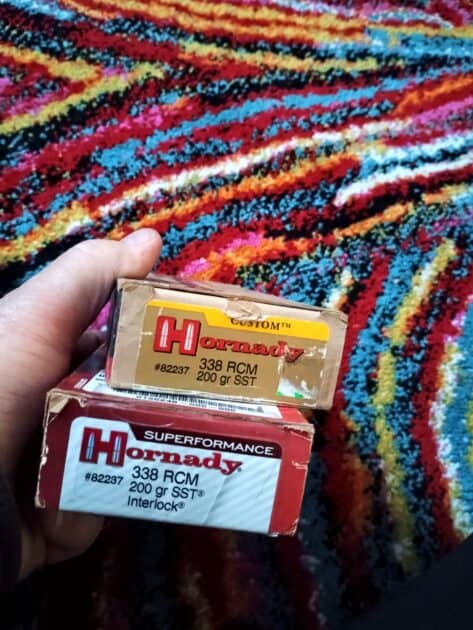 CUSTOM™
Hornady
#82237 338 RCM
200 gr SST
SUPERFORMANCE
Hornady®
#82237 338 RCM
200 gr SST®
Interlock®